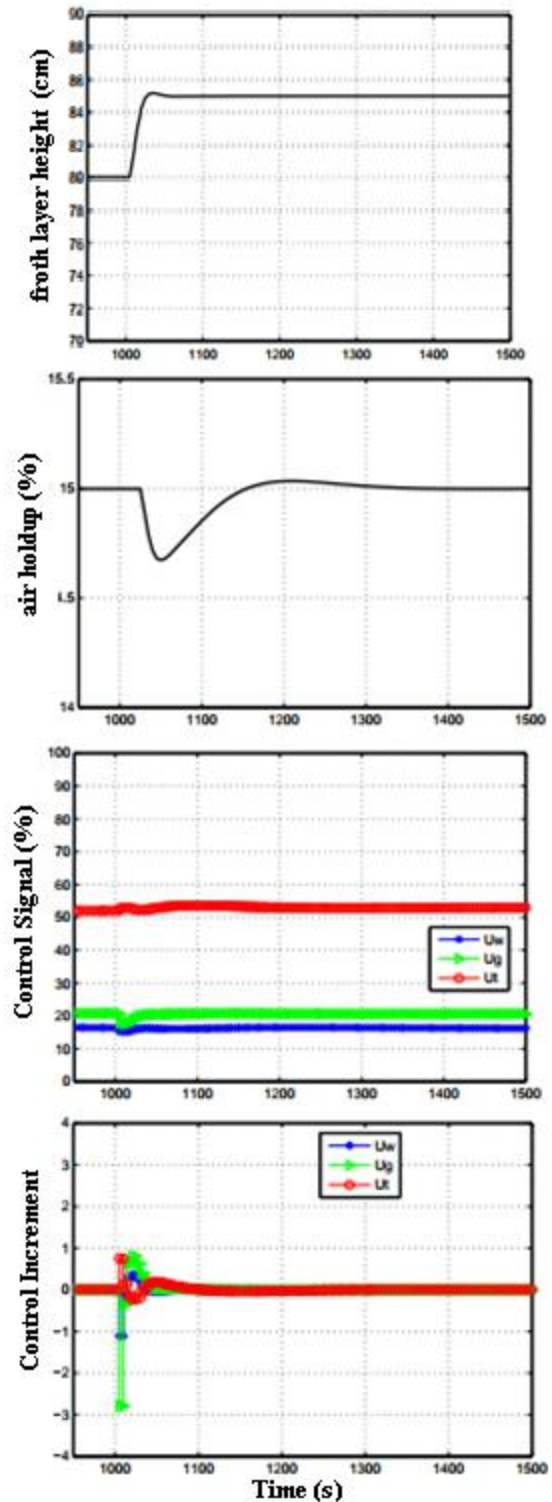 froth layer height (cm)
90
88
86
84
82
80
78
76
74
72
70
1000 1100 1200 1300 1400 1500
air holdup (%)
15.5
15
14
1000 1100 1200 1300 1400 1500
Control Signal (%)
100
90
80
70
60
50
40
30
20
10
0
Uw
Ug
Ut
1000 1100 1200 1300 1400 1500
Control Increment
4
3
2
1
0
−1
−2
−3
−4
Uw
Ug
Ut
1000 1100 1200 1300 1400 1500
Time (s)